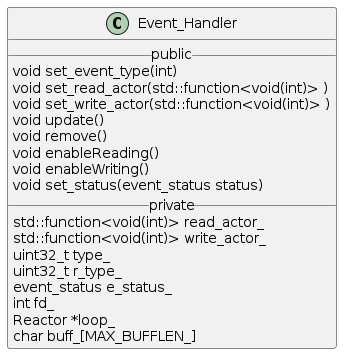 C Event_Handler
public
void set_event_type(int)
void set_read_actor(std::function<void(int)> )
void set_write_actor(std::function<void(int)> )
void update()
void remove()
void enableReading()
void enableWriting()
void set_status(event_status status)
private
std::function<void(int)> read_actor_
std::function<void(int)> write_actor_
uint32_t type_
uint32_t r_type_
event_status e_status_
int fd_
Reactor *loop_
char buff_[MAX_BUFFLEN_]